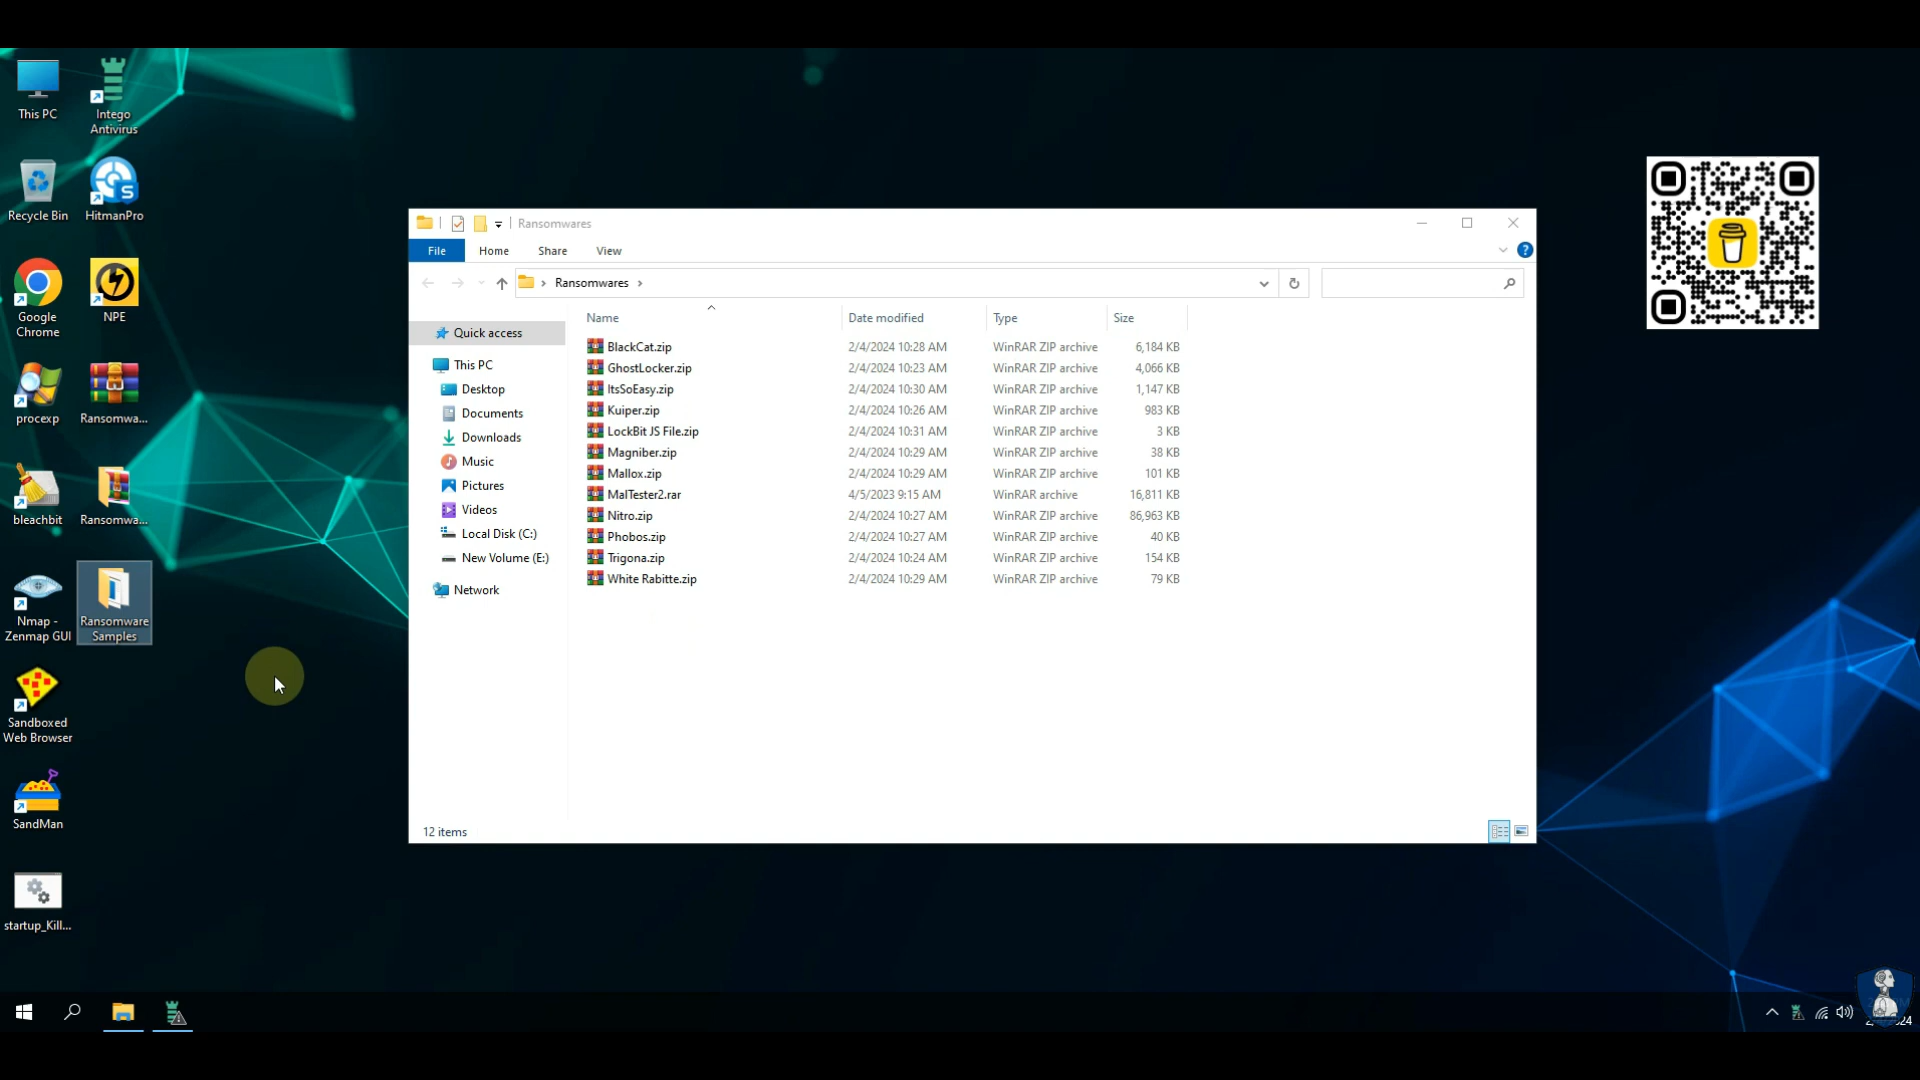 This PC
Intego
Antivirus
Recycle Bin
HitmanPro
Google
Chrome
NPE
procexp
Ransomwa...
bleachbit
Ransomwa...
Nmap -
Zenmap GUI
Ransomware
Samples
Sandboxed
Web Browser
SandMan
startup_Kill...
Ransomwares
File Home Share View
Ransomwares
Name Date modified Type Size
Quick access
This PC
Desktop
Documents
Downloads
Music
Pictures
Videos
Local Disk (C:)
New Volume (E:)
Network
BlackCat.zip 2/4/2024 10:28 AM WinRAR ZIP archive 6,184 KB
GhostLocker.zip 2/4/2024 10:23 AM WinRAR ZIP archive 4,066 KB
ItsSoEasy.zip 2/4/2024 10:30 AM WinRAR ZIP archive 1,147 KB
Kuiper.zip 2/4/2024 10:26 AM WinRAR ZIP archive 983 KB
LockBit JS File.zip 2/4/2024 10:31 AM WinRAR ZIP archive 3 KB
Magniber.zip 2/4/2024 10:29 AM WinRAR ZIP archive 38 KB
Mallox.zip 2/4/2024 10:29 AM WinRAR ZIP archive 101 KB
MalTester2.rar 4/5/2023 9:15 AM WinRAR archive 16,811 KB
Nitro.zip 2/4/2024 10:27 AM WinRAR ZIP archive 86,963 KB
Phobos.zip 2/4/2024 10:27 AM WinRAR ZIP archive 40 KB
Trigona.zip 2/4/2024 10:24 AM WinRAR ZIP archive 154 KB
White Rabitte.zip 2/4/2024 10:29 AM WinRAR ZIP archive 79 KB
12 items